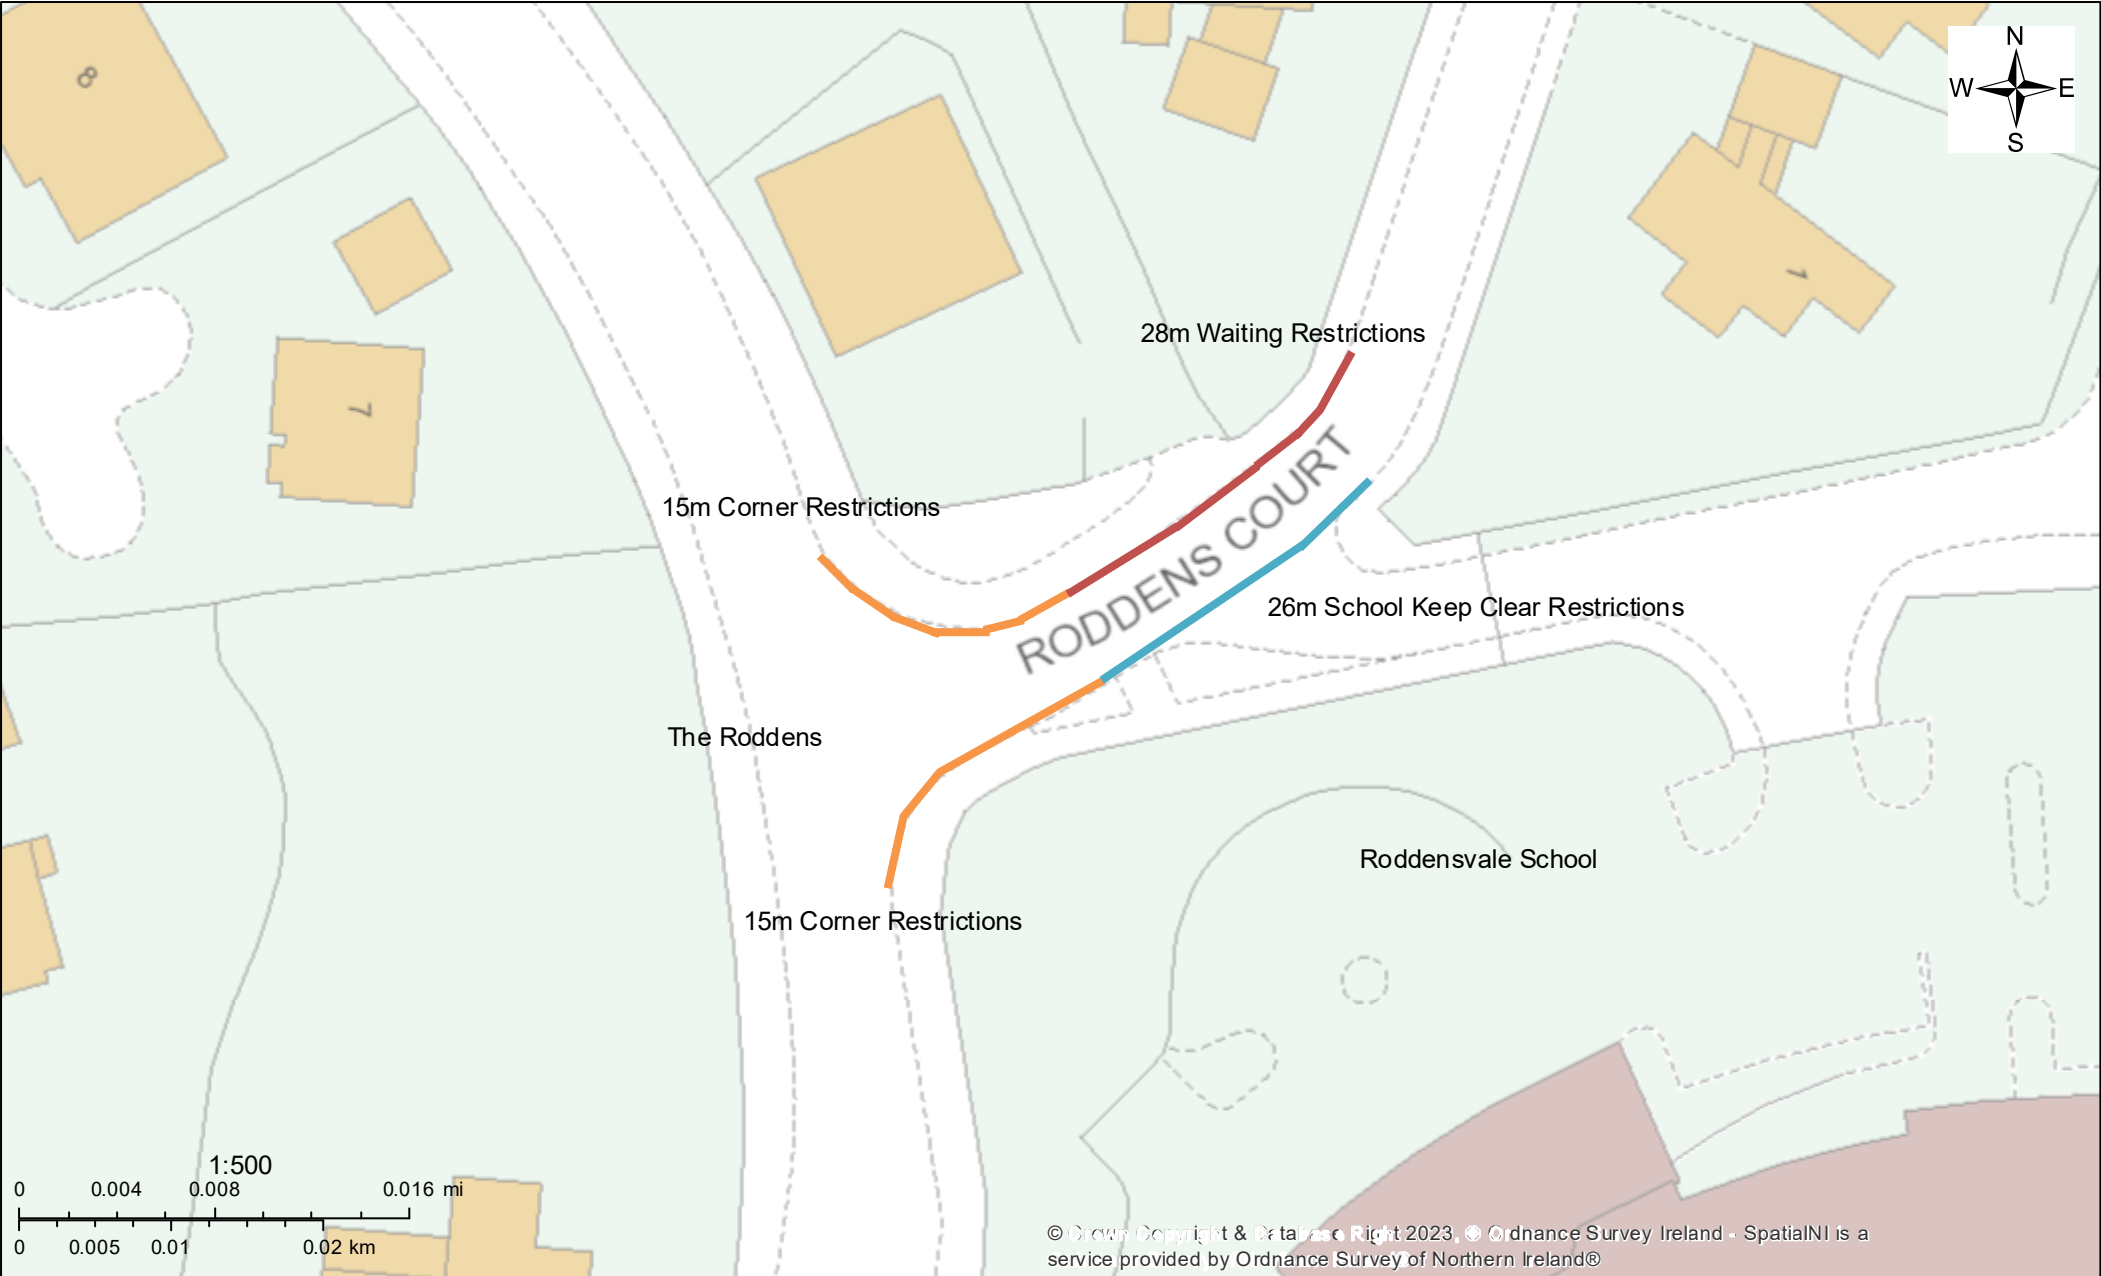 8
N
W E
S
1
28m Waiting Restrictions
7
RODDENS COURT
15m Corner Restrictions
26m School Keep Clear Restrictions
The Roddens
Roddensvale School
15m Corner Restrictions
1:500
0 0.004 0.008 0.016 mi
0 0.005 0.01 0.02 km
© Crown Copyright & Database Right 2023, © Ordnance Survey Ireland - SpatialNI is a
service provided by Ordnance Survey of Northern Ireland®